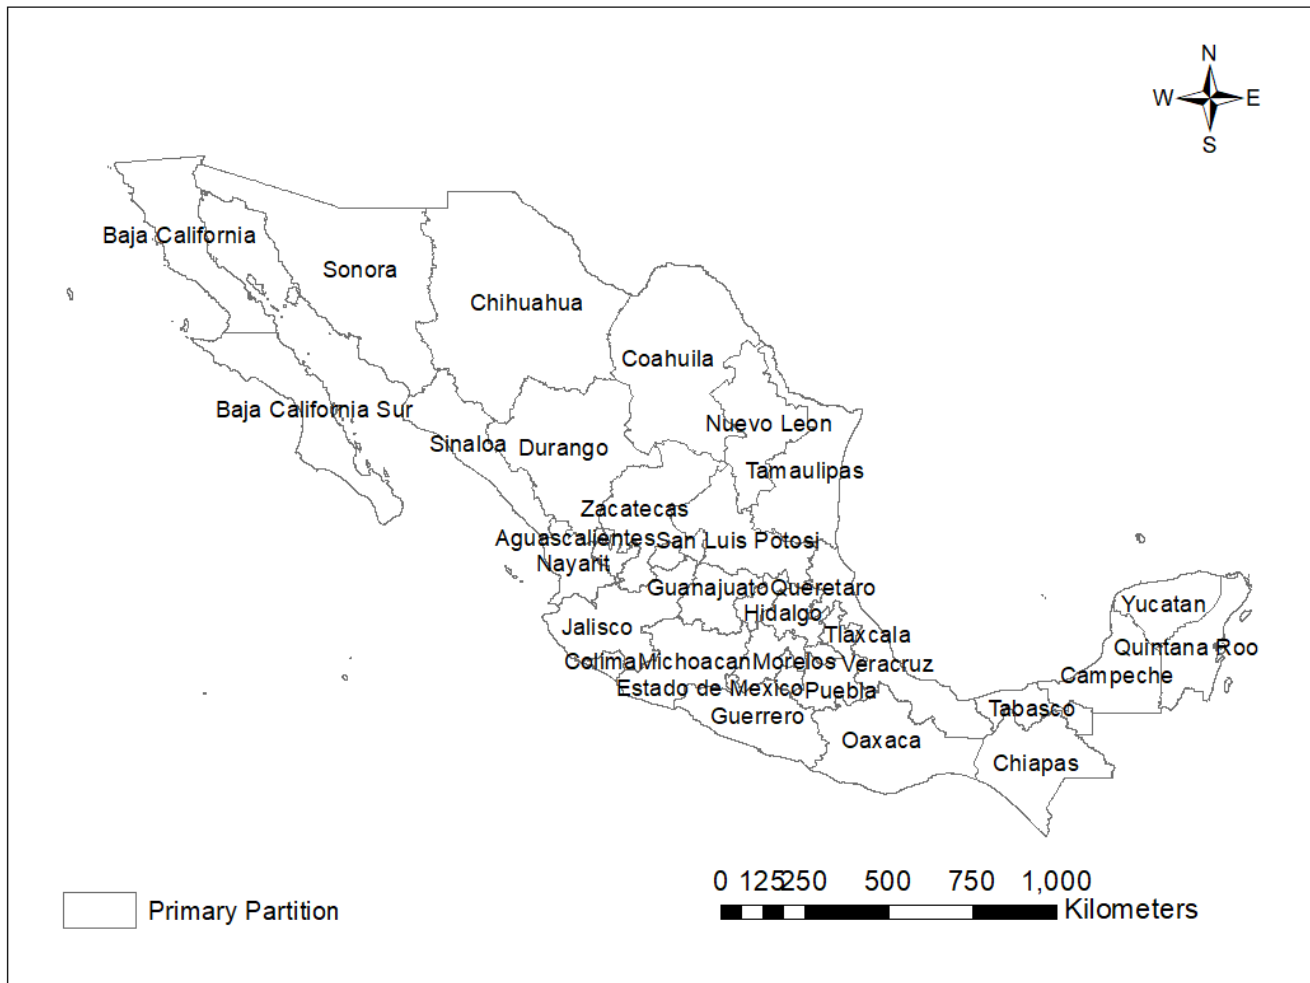 N
W E
S
Baja California
Sonora
Chihuahua
Coahuila
Baja California Sur
Nuevo Leon
Sinaloa
Durango
Tamaulipas
Zacatecas
Aguascalientes
San Luis Potosi
Nayarit
Guanajuato
Queretaro
Yucatan
Hidalgo
Jalisco
Tlaxcala
Quintana Roo
Colima
Michoacan
Morelos
Veracruz
Campeche
Estado de Mexico
Puebla
Tabasco
Guerrero
Oaxaca
Chiapas
0 125 250 500 750 1,000
Kilometers
Primary Partition